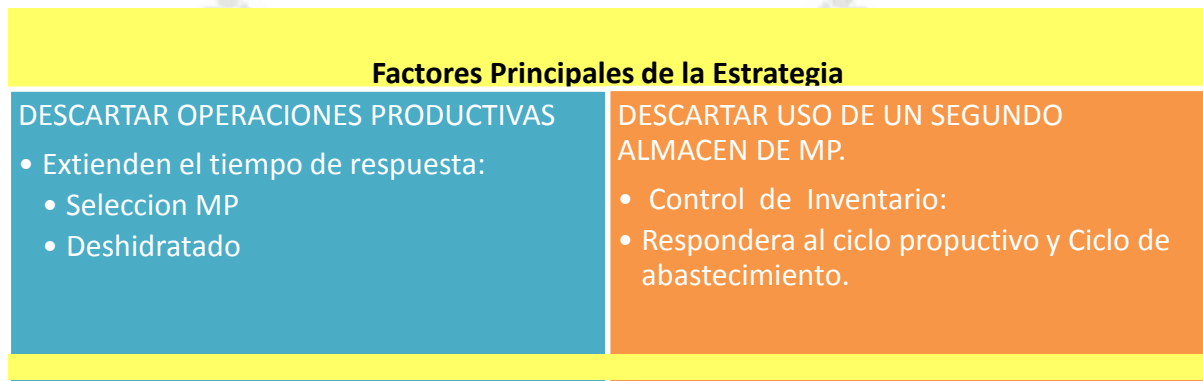 Factores Principales de la Estrategia
DESCARTAR OPERACIONES PRODUCTIVAS
• Extienden el tiempo de respuesta:
• Seleccion MP
• Deshidratado
DESCARTAR USO DE UN SEGUNDO
ALMACEN DE MP.
• Control de Inventario:
• Respondera al ciclo propuctivo y Ciclo de
abastecimiento.